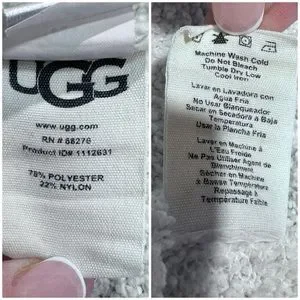 UGG
www.ugg.com
RN # 88276
Product ID# 1112631
78% POLYESTER
22% NYLON
Machine Wash Cold
Do Not Bleach
Tumble Dry Low
Cool Iron
Lavar en Lavadora con
Agua Fria
No Usar Blanqueador
Secar en Secadora a Baja
Temperatura
Usar la Plancha Fria
Laver en Machine à
L'Eau Froide
Ne Pas Utiliser Agent de
Blanchiment
Sécher en Machine
à Basse Température
Repassage à
Température Faible